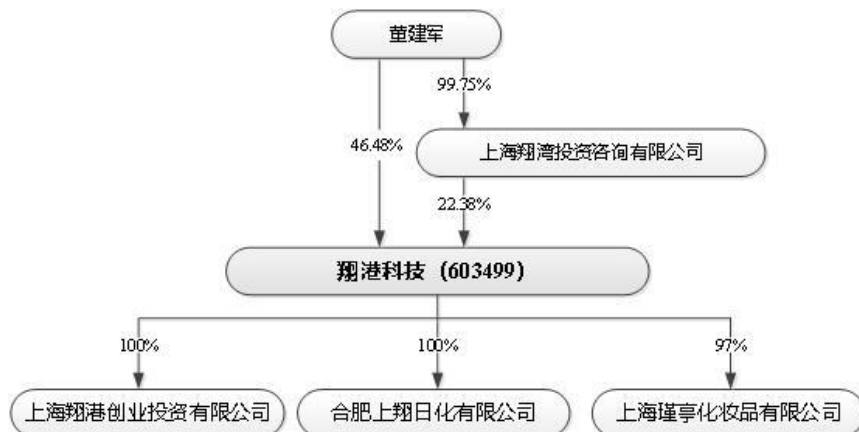 董建军
99.75%
46.48%
上海翔湾投资咨询有限公司
22.38%
翔港科技（603499）
100%
100%
97%
上海翔港创业投资有限公司
合肥上翔日化有限公司
上海瑾亭化妆品有限公司